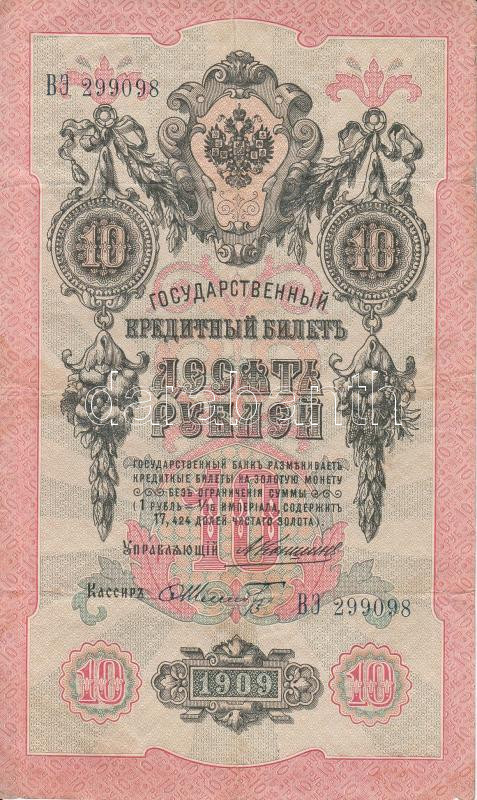 ВЭ 299098
10 10
ГОСУДАРСТВЕННЫЙ
КРЕДИТНЫЙ БИЛЕТЪ
ДЕСЯТЬ
РУБЛЕЙ
darabanth
ГОСУДАРСТВЕННЫЙ БАНКЪ РАЗМѢНИВАЕТЪ
КРЕДИТНЫЕ БИЛЕТЫ НА ЗОЛОТУЮ МОНЕТУ
БЕЗЪ ОГРАНИЧЕНІЯ СУММЫ
(1 РУБЛЬ = 1/15 ИМПЕРІАЛА, СОДЕРЖИТЪ
17,424 ДОЛЕЙ ЧИСТАГО ЗОЛОТА).
10
УПРАВЛЯЮЩІЙ
Кассиръ
ВЭ 299098
10 1909 10